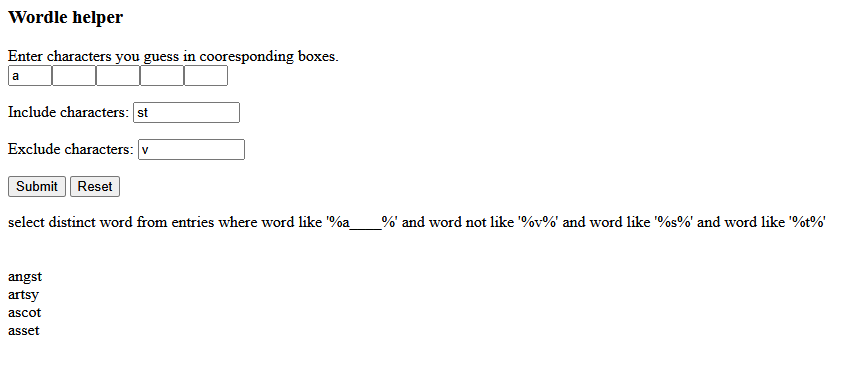 Wordle helper
Enter characters you guess in cooresponding boxes.
a
Include characters: st
Exclude characters: v
Submit Reset
select distinct word from entries where word like '%a____%' and word not like '%v%' and word like '%s%' and word like '%t%'
angst
artsy
ascot
asset